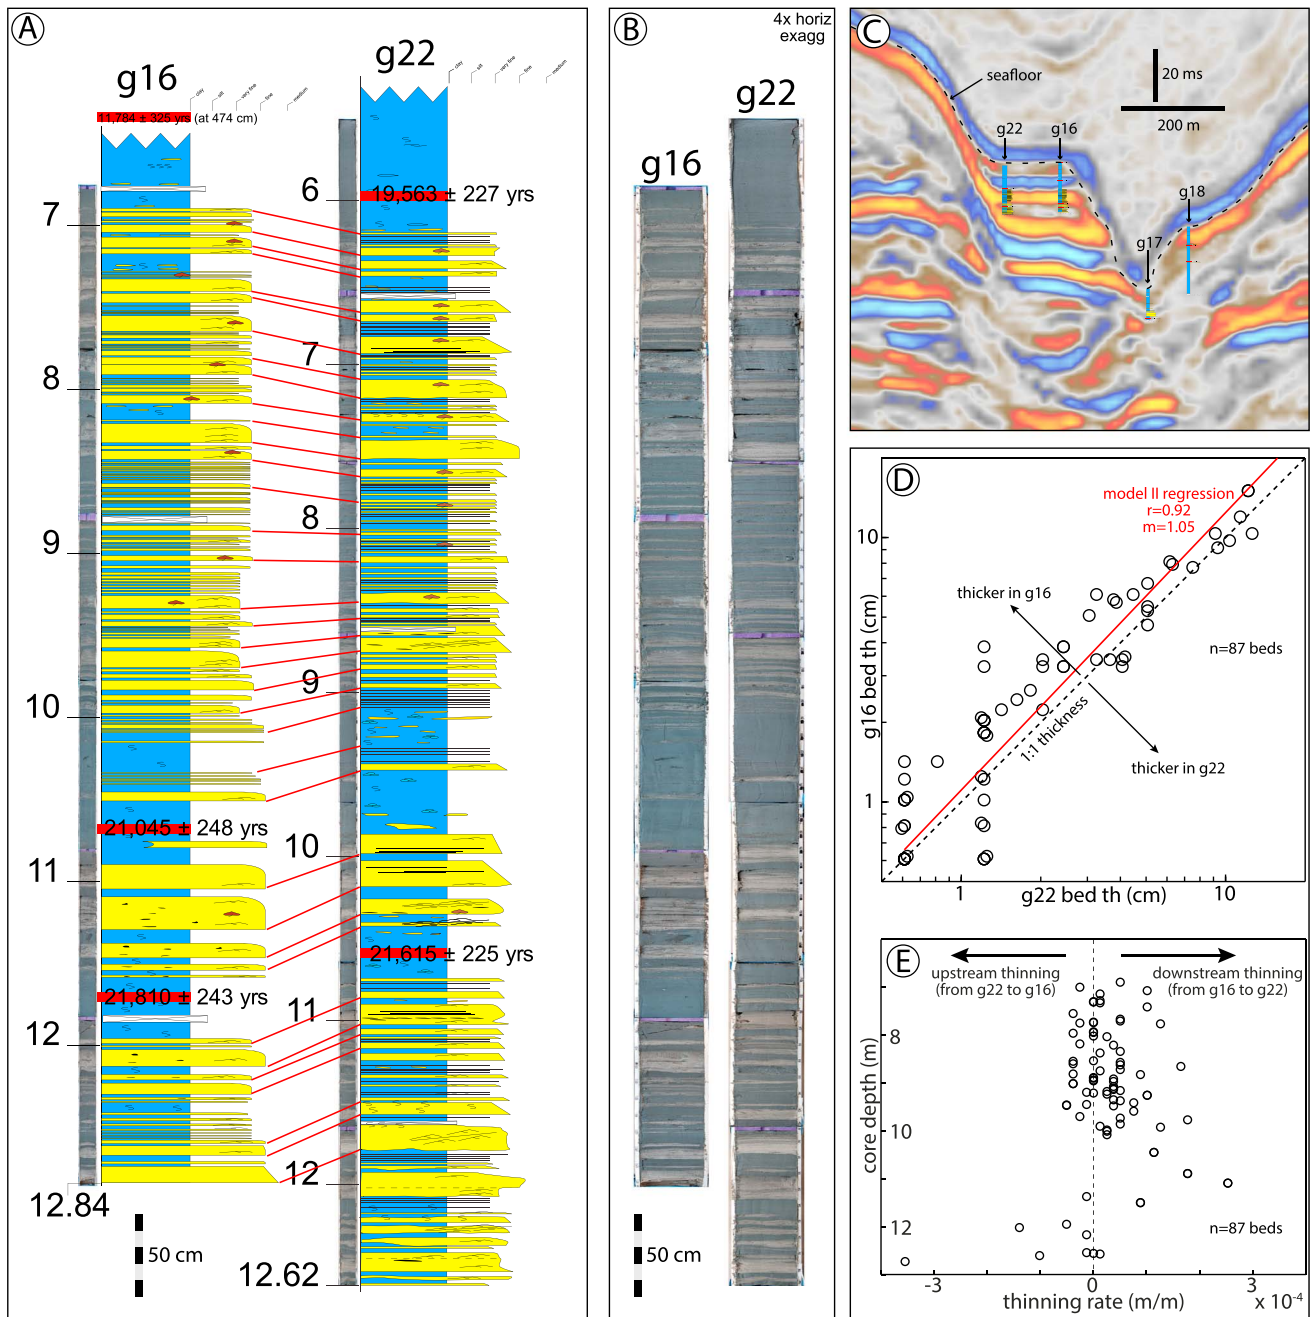 A
g16
clay
silt
very fine
fine
medium
11,784 ± 325 yrs (at 474 cm)
7
8
9
10
21,045 ± 248 yrs
11
21,810 ± 243 yrs
12
12.84
50 cm
g22
clay
silt
very fine
fine
medium
6
19,563 ± 227 yrs
7
8
9
10
21,615 ± 225 yrs
11
12
12.62
B
4x horiz
exagg
g16
g22
50 cm
C
seafloor
20 ms
200 m
g22
g16
g18
g17
D
model II regression
r=0.92
m=1.05
10
thicker in g16
n=87 beds
g16 bed th (cm)
1:1 thickness
thicker in g22
1
1
10
g22 bed th (cm)
E
upstream thinning
(from g22 to g16)
downstream thinning
(from g16 to g22)
8
core depth (m)
10
12
n=87 beds
-3
0
3
thinning rate (m/m)
x 10-4